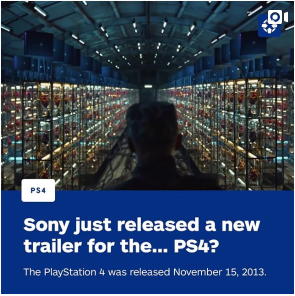 PS4
Sony just released a new
trailer for the... PS4?
The PlayStation 4 was released November 15, 2013.